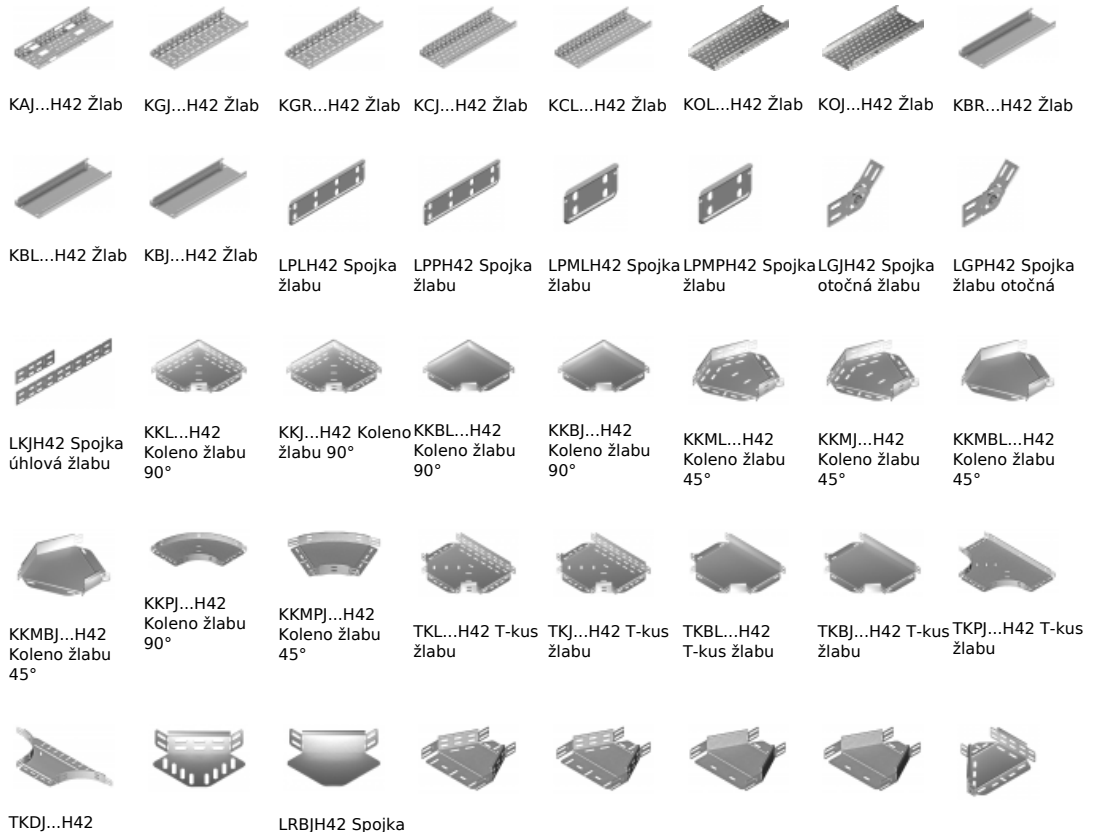 KAJ...H42 Žlab
KGJ...H42 Žlab
KGR...H42 Žlab
KCJ...H42 Žlab
KCL...H42 Žlab
KOL...H42 Žlab
KOJ...H42 Žlab
KBR...H42 Žlab
KBL...H42 Žlab
KBJ...H42 Žlab
LPLH42 Spojka
žlabu
LPPH42 Spojka
žlabu
LPMLH42 Spojka
žlabu
LPMPH42 Spojka
žlabu
LGJH42 Spojka
otočná žlabu
LGPH42 Spojka
žlabu otočná
LKJH42 Spojka
úhlová žlabu
KKL...H42
Koleno žlabu
90°
KKJ...H42 Koleno
žlabu 90°
KKBL...H42
Koleno žlabu
90°
KKBJ...H42
Koleno žlabu
90°
KKML...H42
Koleno žlabu
45°
KKMJ...H42
Koleno žlabu
45°
KKMBL...H42
Koleno žlabu
45°
KKMBJ...H42
Koleno žlabu
45°
KKPJ...H42
Koleno žlabu
90°
KKMPJ...H42
Koleno žlabu
45°
TKL...H42 T-kus
žlabu
TKJ...H42 T-kus
žlabu
TKBL...H42
T-kus žlabu
TKBJ...H42 T-kus
žlabu
TKPJ...H42 T-kus
žlabu
TKDJ...H42
LRBJH42 Spojka